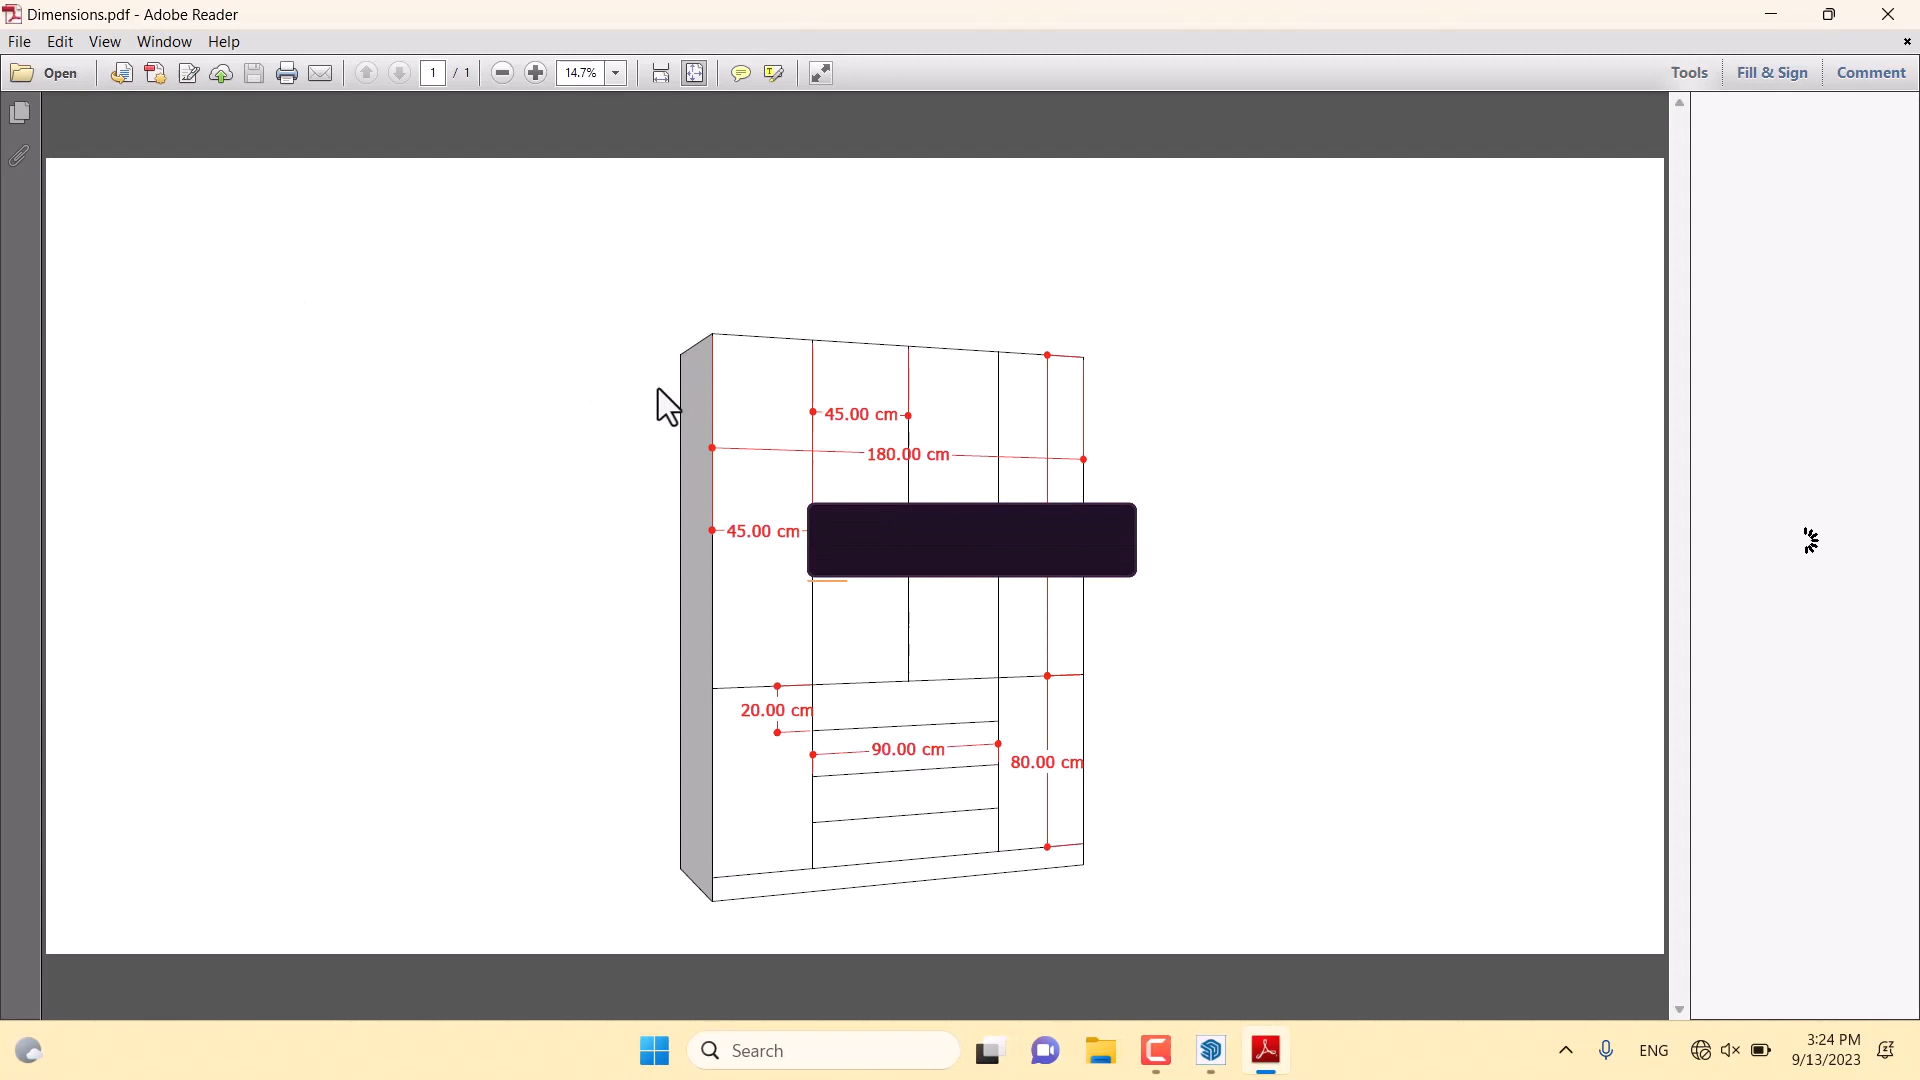 Dimensions.pdf - Adobe Reader
File Edit View Window Help
Open 1 / 1 14.7% Tools Fill & Sign Comment
45.00 cm
180.00 cm
45.00 cm
20.00 cm
90.00 cm
80.00 cm
Search
ENG
3:24 PM
9/13/2023